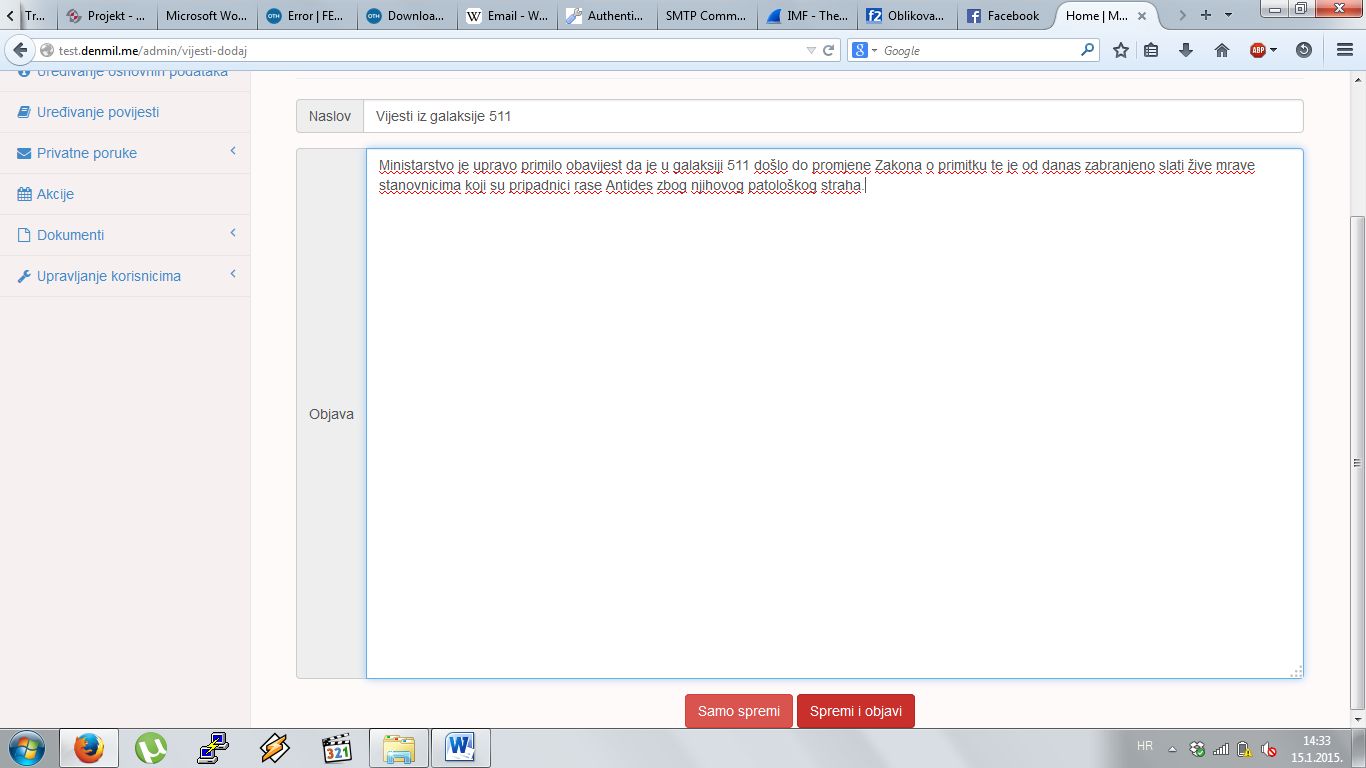 Tr...
Projekt - ...
Microsoft Wo...
Error | FE...
Downloa...
Email - W...
Authenti...
SMTP Comm...
IMF - The...
Oblikova...
Facebook
Home | M...
test.denmil.me/admin/vijesti-dodaj
Google
ABP
Uređivanje osnovnih podataka
Uređivanje povijesti
Privatne poruke
Akcije
Dokumenti
Upravljanje korisnicima
Naslov
Vijesti iz galaksije 511
Objava
Ministarstvo je upravo primilo obavijest da je u galaksiji 511 došlo do promjene Zakona o primitku te je od danas zabranjeno slati žive mrave
stanovnicima koji su pripadnici rase Antides zbog njihovog patološkog straha.
Samo spremi
Spremi i objavi
321
HR
14:33
15.1.2015.